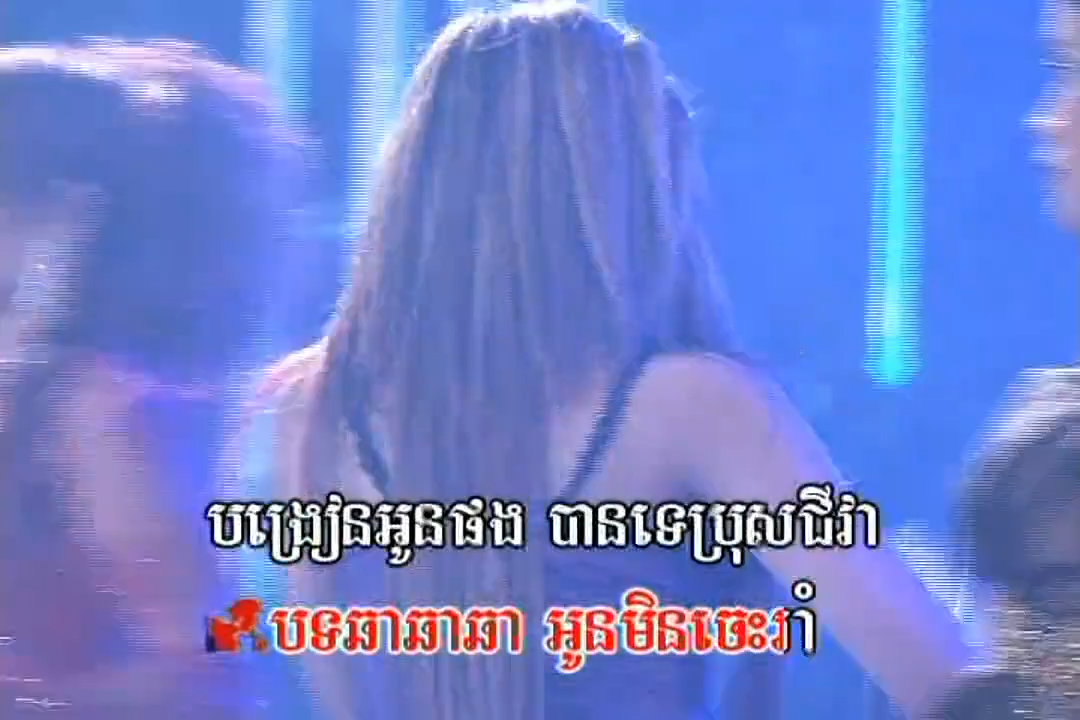 បង្រៀនអូនផង បានទេប្រុសជីវា
បទឆាឆាឆា អូនមិនចេះរាំ